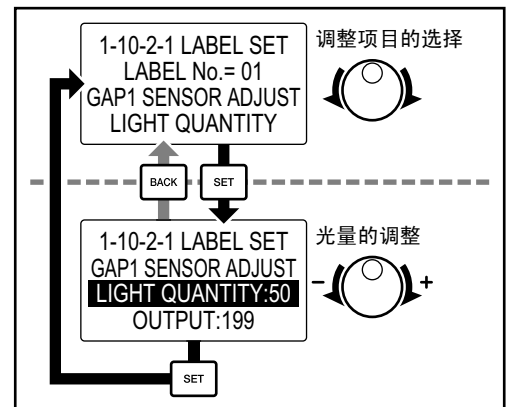 1-10-2-1 LABEL SET
LABEL No.= 01
GAP1 SENSOR ADJUST
LIGHT QUANTITY
调整项目的选择
BACK
SET
1-10-2-1 LABEL SET
GAP1 SENSOR ADJUST
LIGHT QUANTITY:50
OUTPUT:199
光量的调整
- +
SET